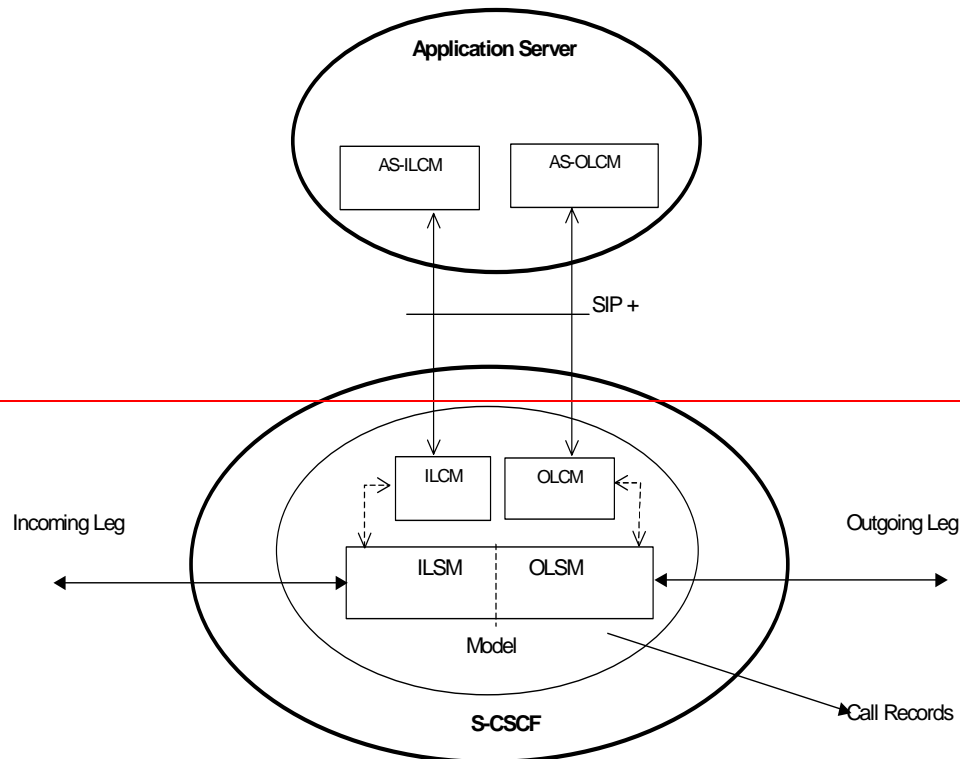 Application Server
AS-ILCM
AS-OLCM
SIP +
ILCM
OLCM
Incoming Leg
Outgoing Leg
ILSM
OLSM
Model
S-CSCF
Call Records